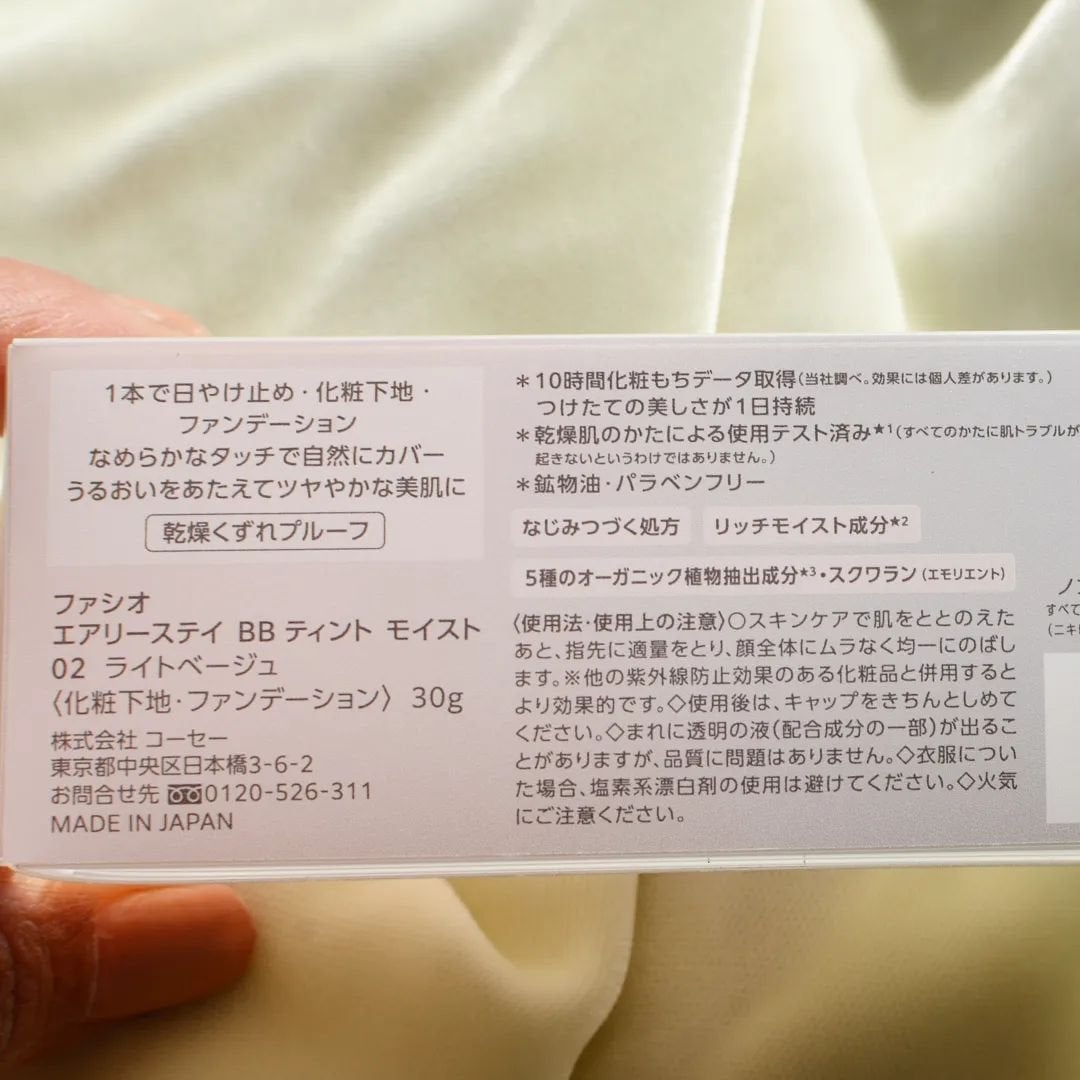 1本で日やけ止め・化粧下地・
ファンデーション
なめらかなタッチで自然にカバー
うるおいをあたえてツヤやかな美肌に
乾燥くずれプルーフ
ファシオ
エアリーステイ BB ティント モイスト
02 ライトベージュ
〈化粧下地・ファンデーション〉 30g
株式会社 コーセー
東京都中央区日本橋3-6-2
お問合せ先 0120-526-311
MADE IN JAPAN
＊10時間化粧もちデータ取得(当社調べ。効果には個人差があります。)
つけたての美しさが1日持続
＊乾燥肌のかたによる使用テスト済み★1(すべてのかたに肌トラブルが
起きないというわけではありません。)
＊鉱物油・パラベンフリー
なじみつづく処方 リッチモイスト成分★2
5種のオーガニック植物抽出成分★3・スクワラン(エモリエント)
〈使用法・使用上の注意〉○スキンケアで肌をととのえた
あと、指先に適量をとり、顔全体にムラなく均一にのばし
ます。※他の紫外線防止効果のある化粧品と併用すると
より効果的です。◇使用後は、キャップをきちんとしめて
ください。◇まれに透明の液(配合成分の一部)が出るこ
とがありますが、品質に問題はありません。◇衣服につい
た場合、塩素系漂白剤の使用は避けてください。◇火気
にご注意ください。
ノ
すべて
(ニキ